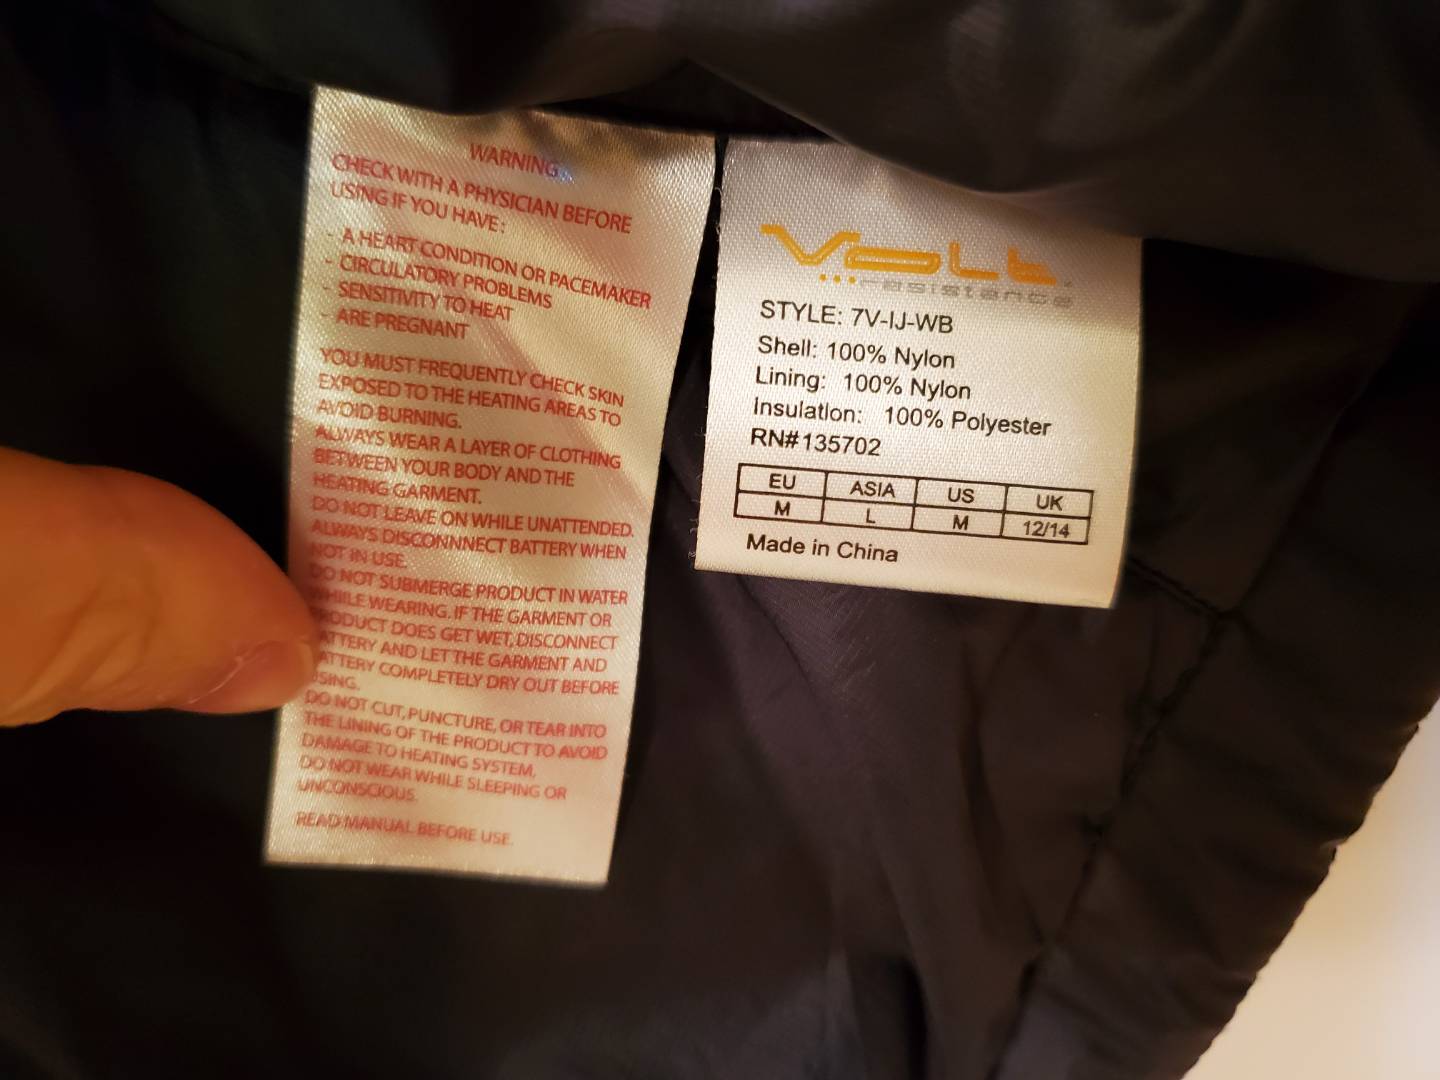 WARNING
CHECK WITH A PHYSICIAN BEFORE
USING IF YOU HAVE:
- A HEART CONDITION OR PACEMAKER
- CIRCULATORY PROBLEMS
- SENSITIVITY TO HEAT
- ARE PREGNANT
YOU MUST FREQUENTLY CHECK SKIN
EXPOSED TO THE HEATING AREAS TO
AVOID BURNING.
ALWAYS WEAR A LAYER OF CLOTHING
BETWEEN YOUR BODY AND THE
HEATING GARMENT.
DO NOT LEAVE ON WHILE UNATTENDED.
ALWAYS DISCONNNECT BATTERY WHEN
NOT IN USE.
DO NOT SUBMERGE PRODUCT IN WATER
WHILE WEARING. IF THE GARMENT OR
PRODUCT DOES GET WET, DISCONNECT
BATTERY AND LET THE GARMENT AND
BATTERY COMPLETELY DRY OUT BEFORE
USING.
DO NOT CUT, PUNCTURE, OR TEAR INTO
THE LINING OF THE PRODUCT TO AVOID
DAMAGE TO HEATING SYSTEM.
DO NOT WEAR WHILE SLEEPING OR
UNCONSCIOUS.
READ MANUAL BEFORE USE.
Volt
resistance
STYLE: 7V-IJ-WB
Shell: 100% Nylon
Lining: 100% Nylon
Insulation: 100% Polyester
RN#135702
EU ASIA US UK
M L M 12/14
Made in China